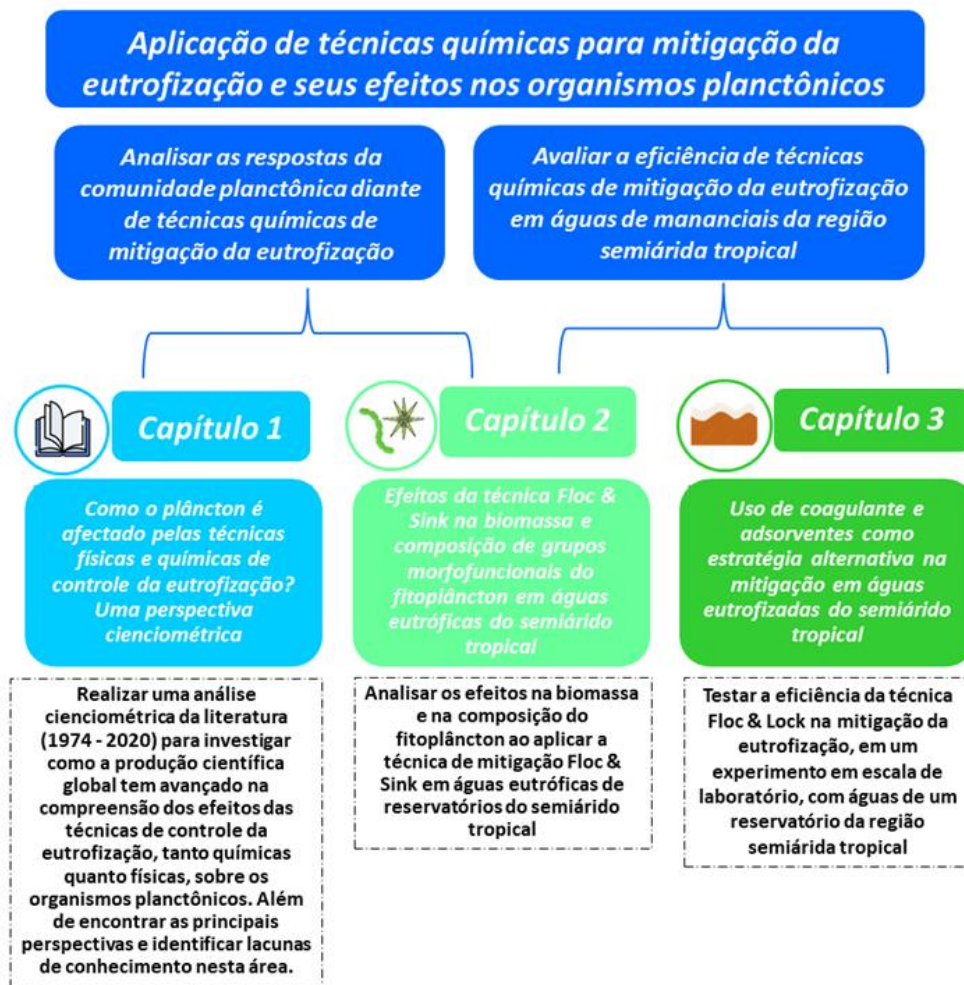 Aplicação de técnicas químicas para mitigação da
eutrofização e seus efeitos nos organismos planctônicos
Analisar as respostas da
comunidade planctônica diante
de técnicas químicas de
mitigação da eutrofização
Avaliar a eficiência de técnicas
químicas de mitigação da eutrofização
em águas de mananciais da região
semiárida tropical
Capítulo 1
Como o plâncton é
afectado pelas técnicas
físicas e químicas de
controle da eutrofização?
Uma perspectiva
cienciométrica
Realizar uma análise
cienciométrica da literatura
(1974 - 2020) para investigar
como a produção científica
global tem avançado na
compreensão dos efeitos das
técnicas de controle da
eutrofização, tanto químicas
quanto físicas, sobre os
organismos planctônicos. Além
de encontrar as principais
perspectivas e identificar lacunas
de conhecimento nesta área.
Capítulo 2
Efeitos da técnica Floc &
Sink na biomassa e
composição de grupos
morfofuncionais do
fitoplâncton em águas
eutróficas do semiárido
tropical
Analisar os efeitos na biomassa
e na composição do
fitoplâncton ao aplicar a
técnica de mitigação Floc &
Sink em águas eutróficas de
reservatórios do semiárido
tropical
Capítulo 3
Uso de coagulante e
adsorventes como
estratégia alternativa na
mitigação em águas
eutrofizadas do semiárido
tropical
Testar a eficiência da técnica
Floc & Lock na mitigação da
eutrofização, em um
experimento em escala de
laboratório, com águas de um
reservatório da região
semiárida tropical